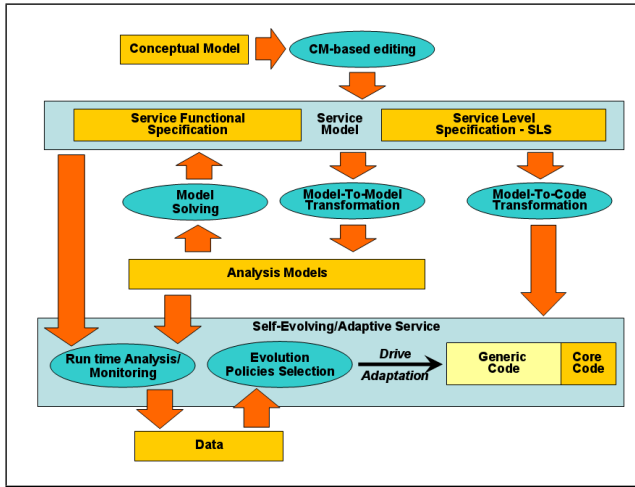 Conceptual Model
CM-based editing
Service Functional
Specification
Service
Model
Service Level
Specification - SLS
Model
Solving
Model-To-Model
Transformation
Model-To-Code
Transformation
Analysis Models
Self-Evolving/Adaptive Service
Run time Analysis/
Monitoring
Evolution
Policies Selection
Drive
Adaptation
Generic
Code
Core
Code
Data